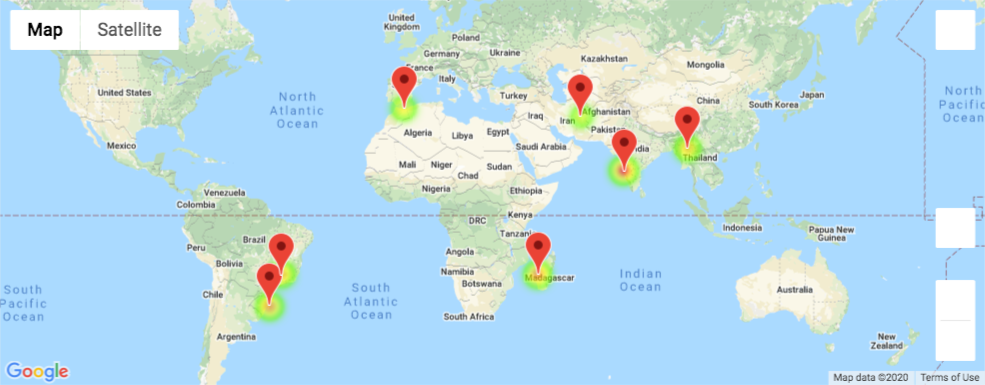 Map
Satellite
United
Kingdom
Poland
Germany
Ukraine
France
Kazakhstan
Mongolia
Italy
Turkey
United States
North
Atlantic
Ocean
China
Japan
South Korea
North
Pacific
Ocean
Afghanistan
Iraq
Iran
Pakistan
Algeria
Libya
Egypt
Saudi Arabia
India
Thailand
Mexico
Mali
Niger
Chad
Sudan
Nigeria
Ethiopia
Venezuela
Colombia
DRC
Kenya
Tanzania
Indonesia
Papua New
Guinea
Peru
Brazil
Bolivia
Angola
Namibia
Botswana
Madagascar
Indian
Ocean
Australia
South
Pacific
Ocean
Chile
South
Atlantic
Ocean
South Africa
Argentina
New
Zealand
Google
Map data ©2020
Terms of Use